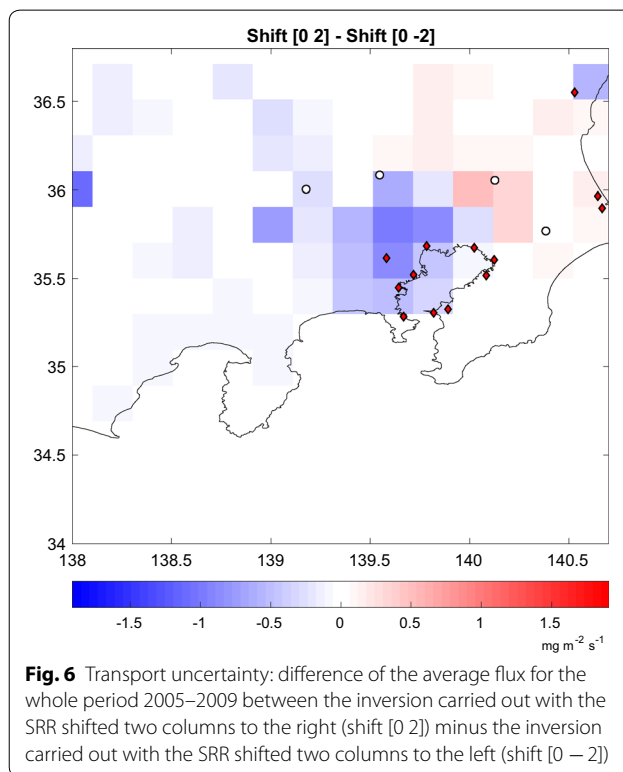 Shift [0 2] - Shift [0 -2]
36.5
36
35.5
35
34.5
34
138 138.5 139 139.5 140 140.5
-1.5 -1 -0.5 0 0.5 1 1.5
mg m⁻² s⁻¹
Fig. 6 Transport uncertainty: difference of the average flux for the
whole period 2005–2009 between the inversion carried out with the
SRR shifted two columns to the right (shift [0 2]) minus the inversion
carried out with the SRR shifted two columns to the left (shift [0 − 2])